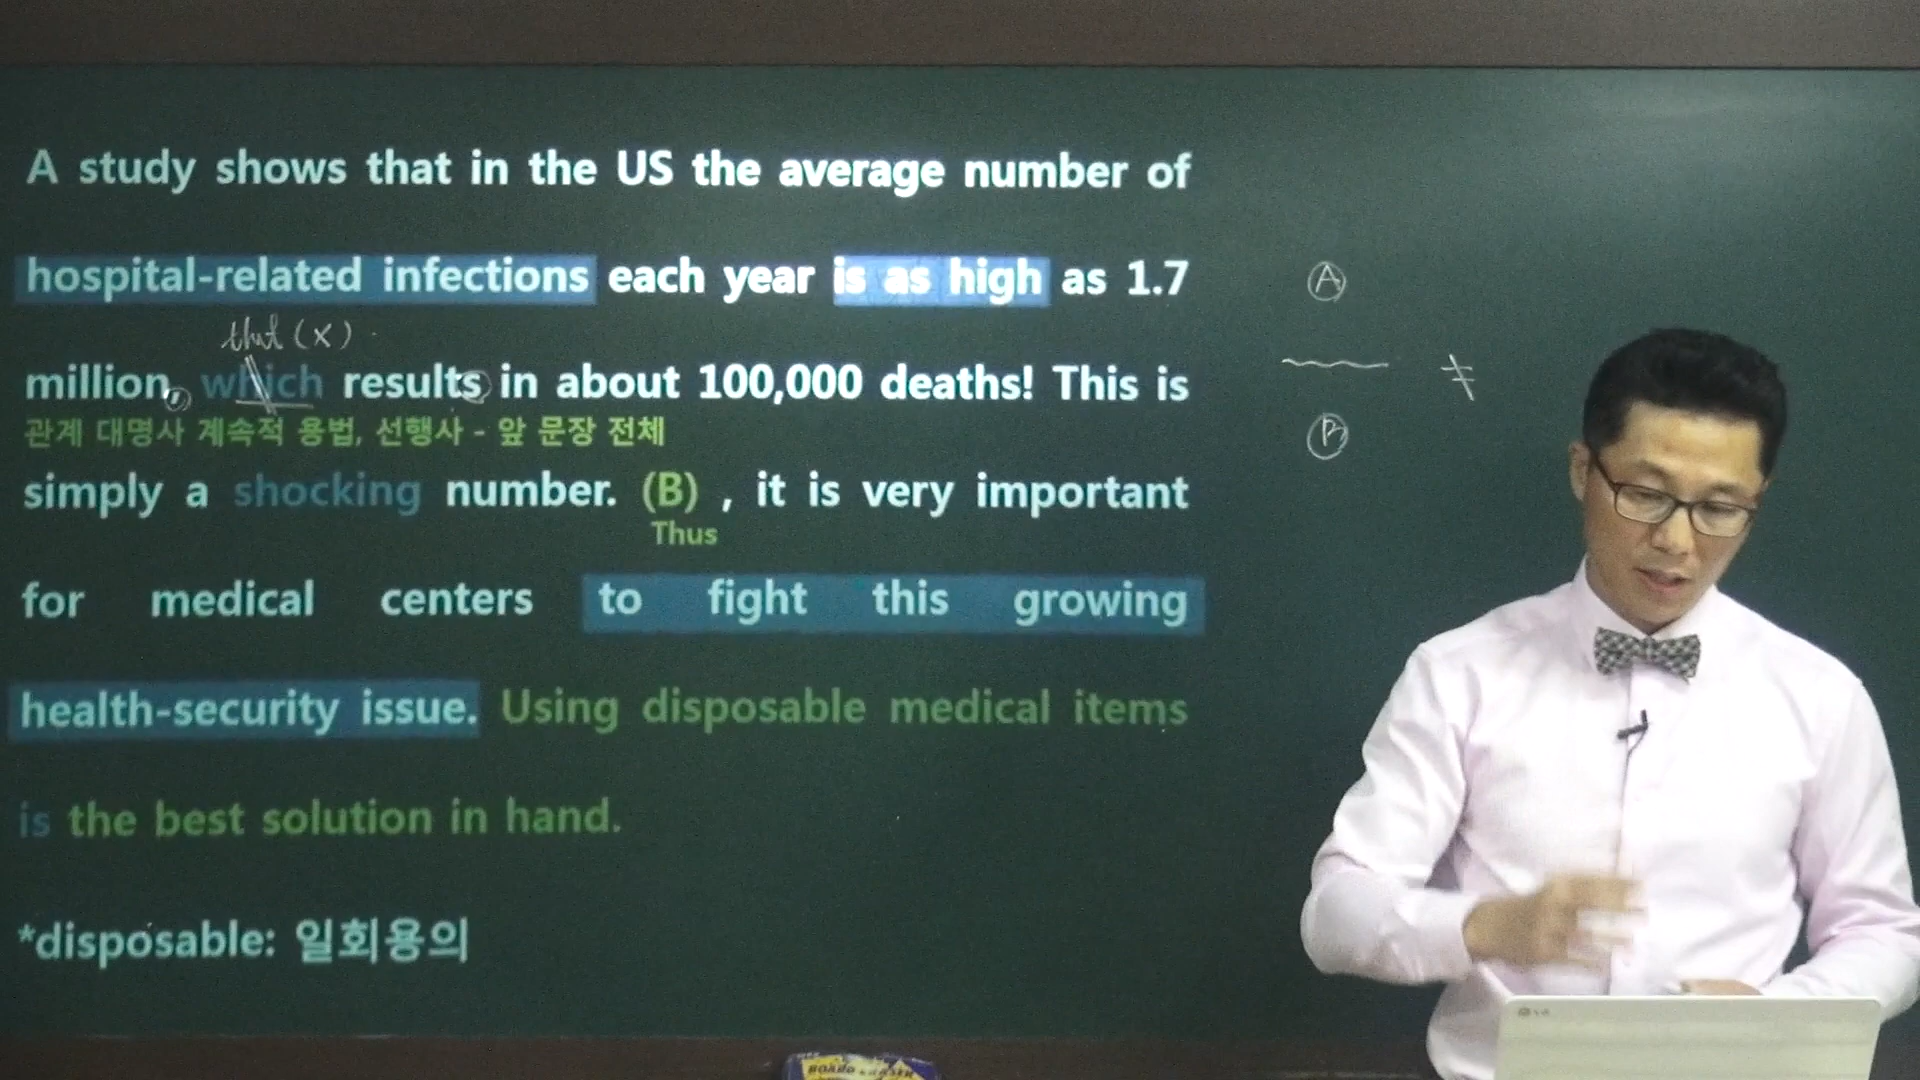 A study shows that in the US the average number of
hospital-related infections each year is as high as 1.7
that (x)
million, which results in about 100,000 deaths! This is
관계 대명사 계속적 용법, 선행사 - 앞 문장 전체
simply a shocking number. (B) , it is very important
Thus
for medical centers to fight this growing
health-security issue. Using disposable medical items
is the best solution in hand.
*disposable: 일회용의
A
≠
B
BOARD ERASER